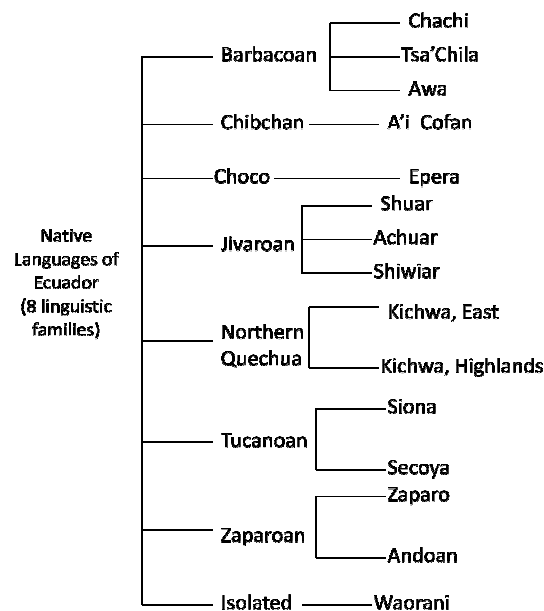 Native
Languages of
Ecuador
(8 linguistic
families)
Barbacoan
Chachi
Tsa'Chila
Awa
Chibchan
A'i Cofan
Choco
Epera
Jivaroan
Shuar
Achuar
Shiwiar
Northern
Quechua
Kichwa, East
Kichwa, Highlands
Tucanoan
Siona
Secoya
Zaparoan
Zaparo
Andoan
Isolated
Waorani